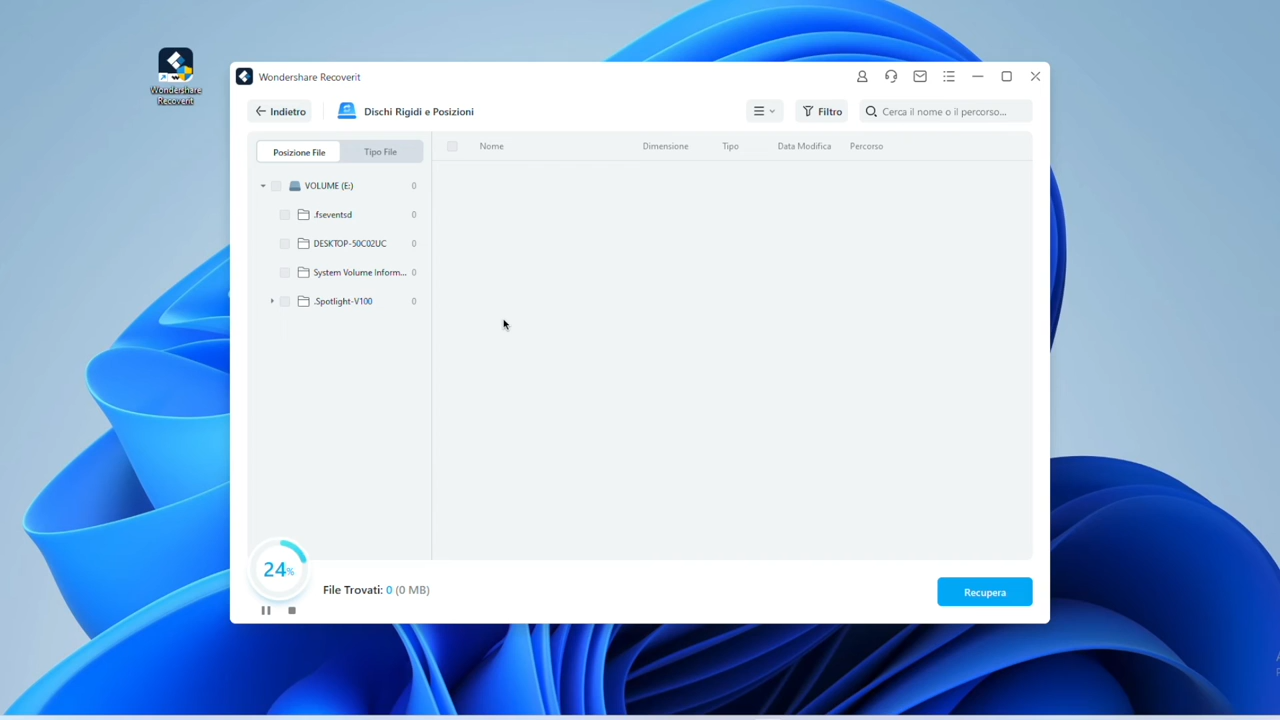 Wondershare
Recoverit
Wondershare Recoverit
Indietro
Dischi Rigidi e Posizioni
Filtro
Cerca il nome o il percorso...
Posizione File
Tipo File
Nome
Dimensione
Tipo
Data Modifica
Percorso
VOLUME (E:) 0
.fseventsd 0
DESKTOP-50C02UC 0
System Volume Inform... 0
.Spotlight-V100 0
24%
File Trovati: 0 (0 MB)
Recupera